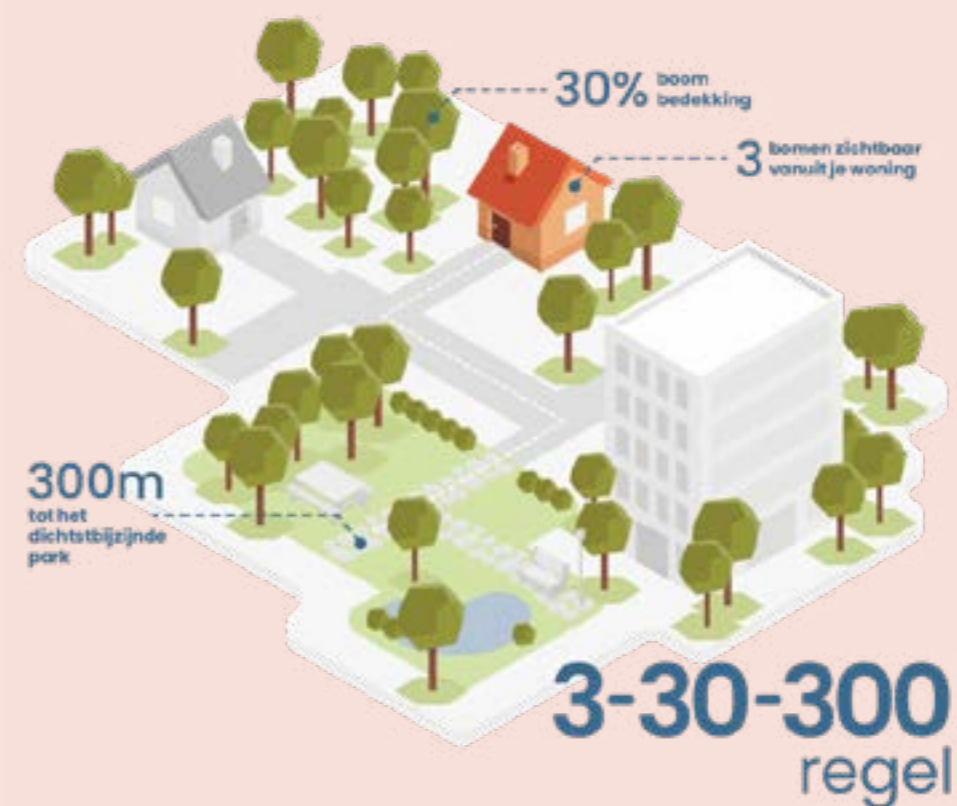 30% boom
bedekking
3 bomen zichtbaar
vanuit je woning
300m
tot het
dichtstbijzijnde
park
3-30-300
regel